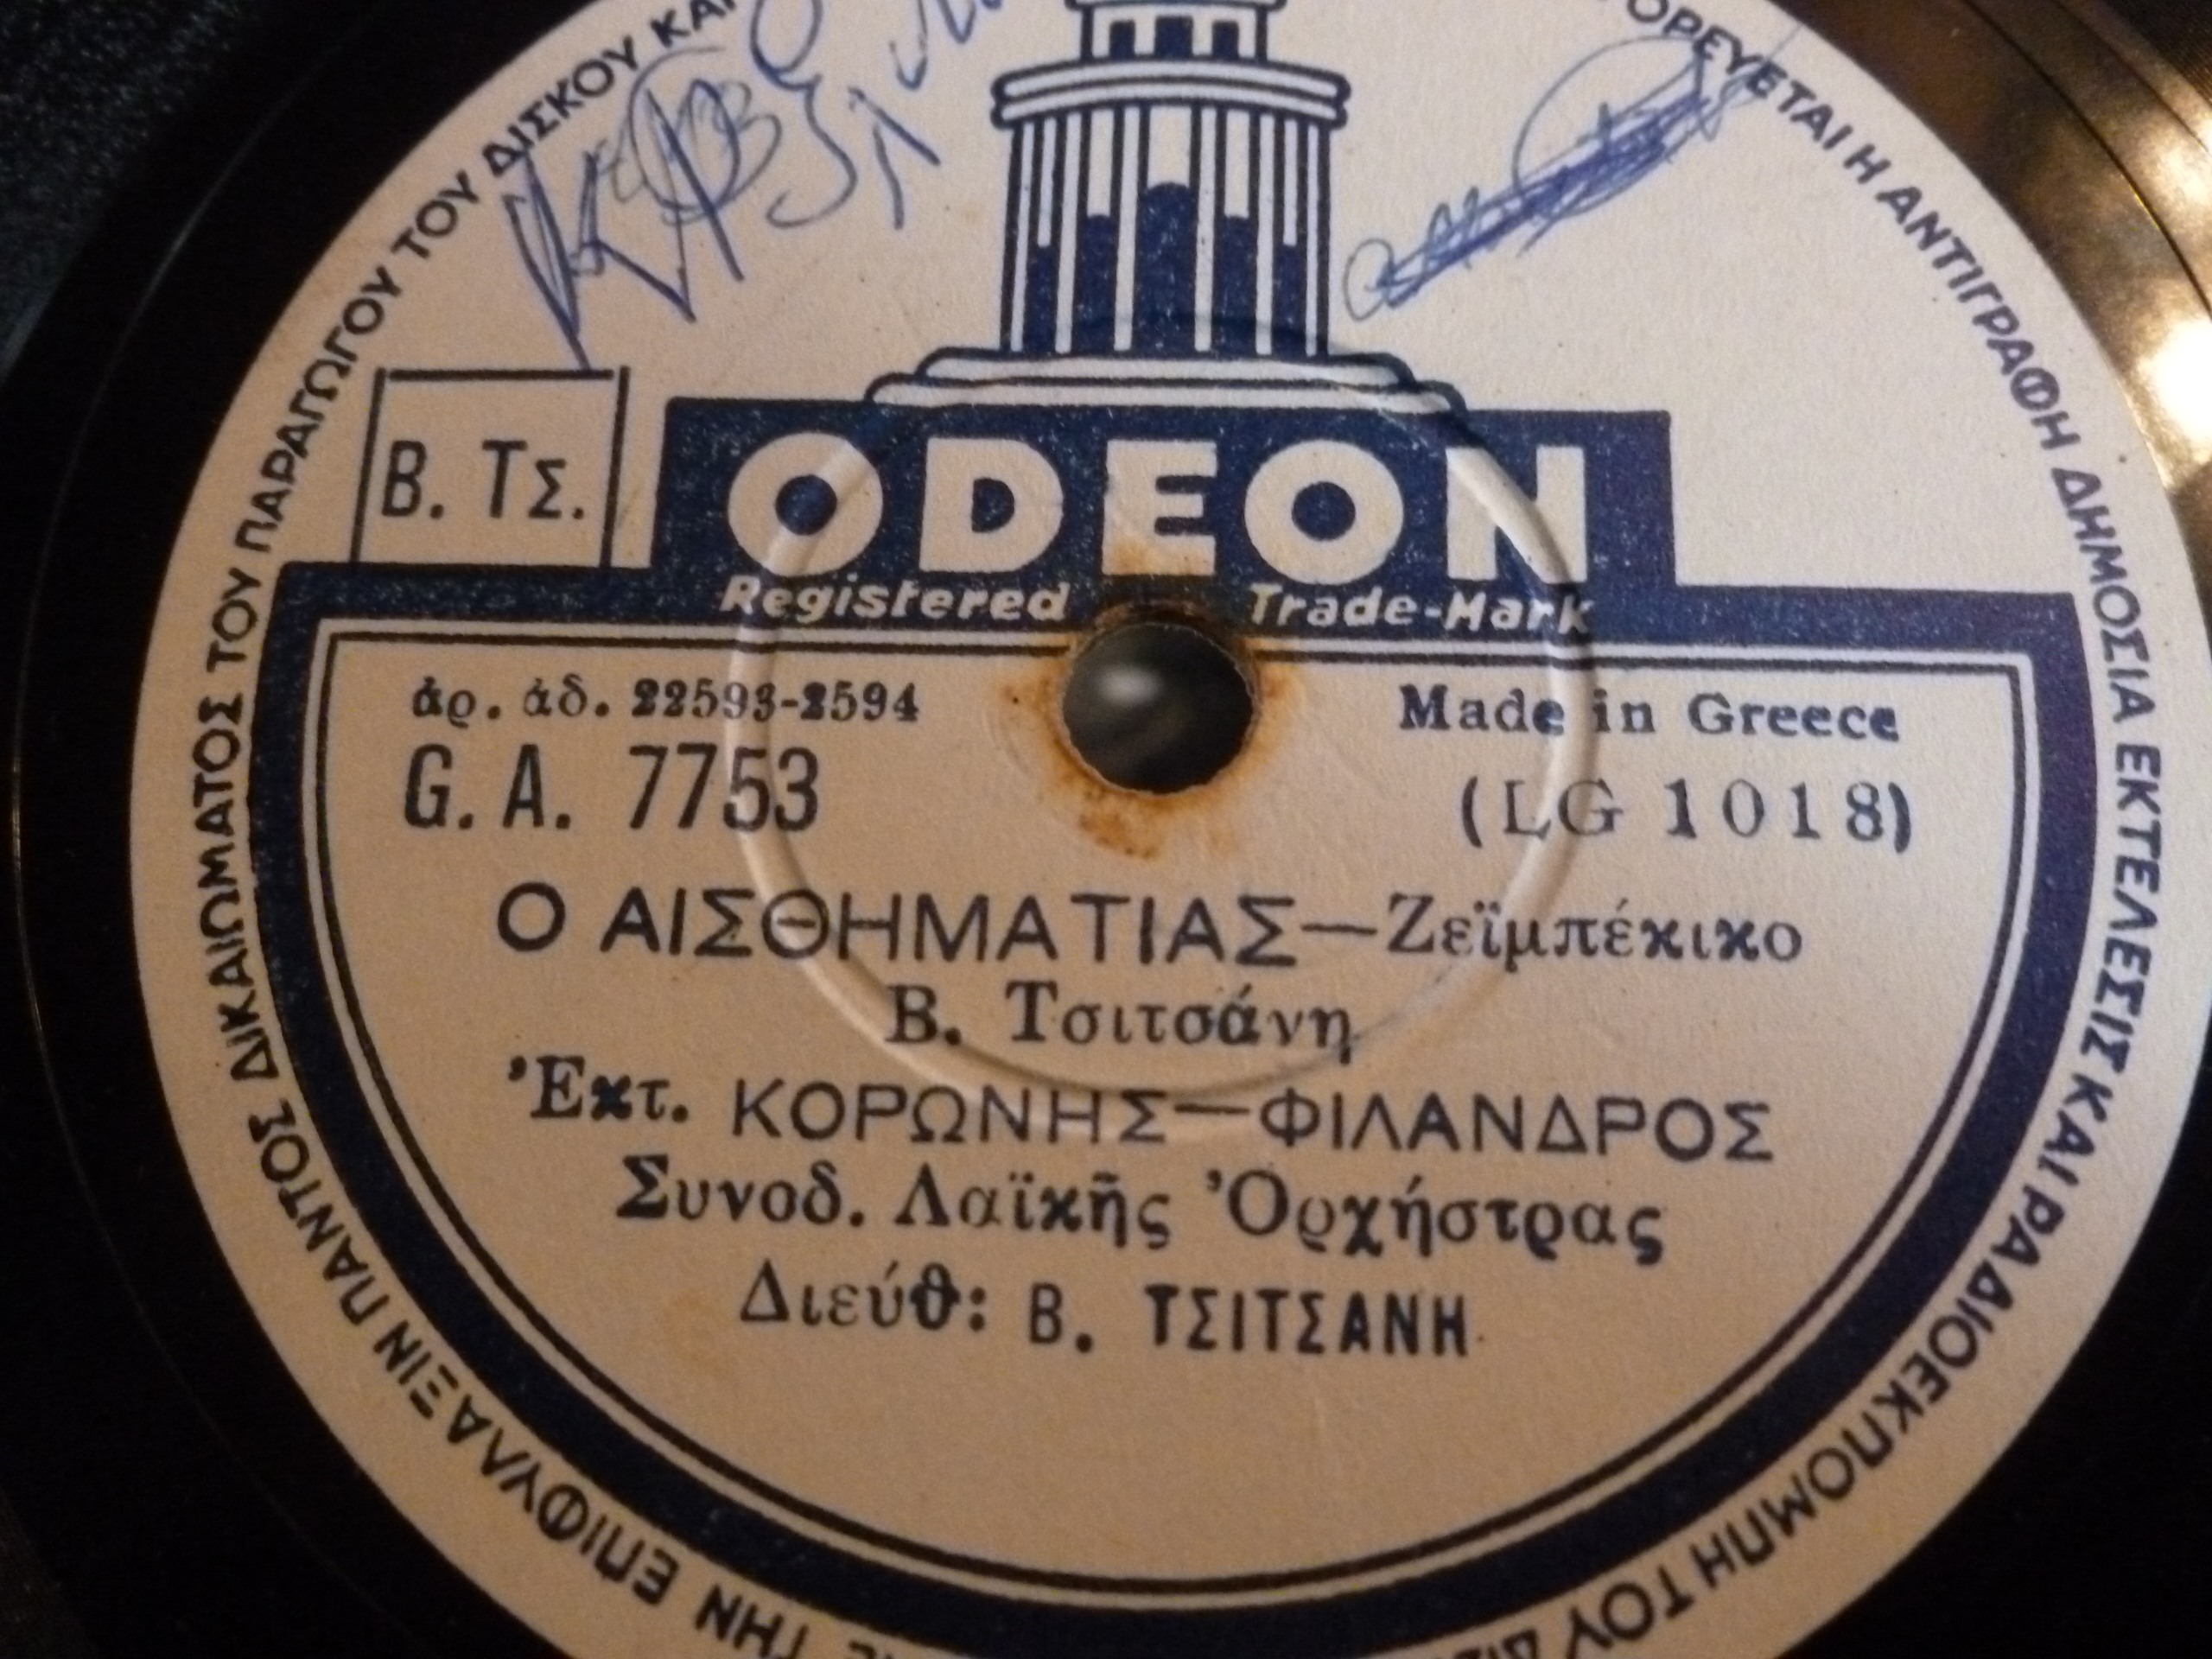 ΜΕ ΤΗΝ ΕΠΙΦΥΛΑΞΙΝ ΠΑΝΤΟΣ ΔΙΚΑΙΩΜΑΤΟΣ ΤΟΥ ΠΑΡΑΓΩΓΟΥ ΤΟΥ ΔΙΣΚΟΥ ΚΑΙ
ΑΓΟΡΕΥΕΤΑΙ Η ΑΝΤΙΓΡΑΦΗ ΔΗΜΟΣΙΑ ΕΚΤΕΛΕΣΙΣ ΚΑΙ ΡΑΔΙΟΕΚΠΟΜΠΗ ΤΟΥ
Β. Τς.
ODEON
Registered Trade-Mark
ἀρ. ἀδ. 22593-2594
Made in Greece
G. A. 7753
(LG 1018)
Ο ΑΙΣΘΗΜΑΤΙΑΣ—Ζεϊμπέκικο
Β. Τσιτσάνη
Ἐκτ. ΚΟΡΩΝΗΣ—ΦΙΛΑΝΔΡΟΣ
Συνοδ. Λαϊκῆς Ὀρχήστρας
Διεύθ: Β. ΤΣΙΤΣΑΝΗ